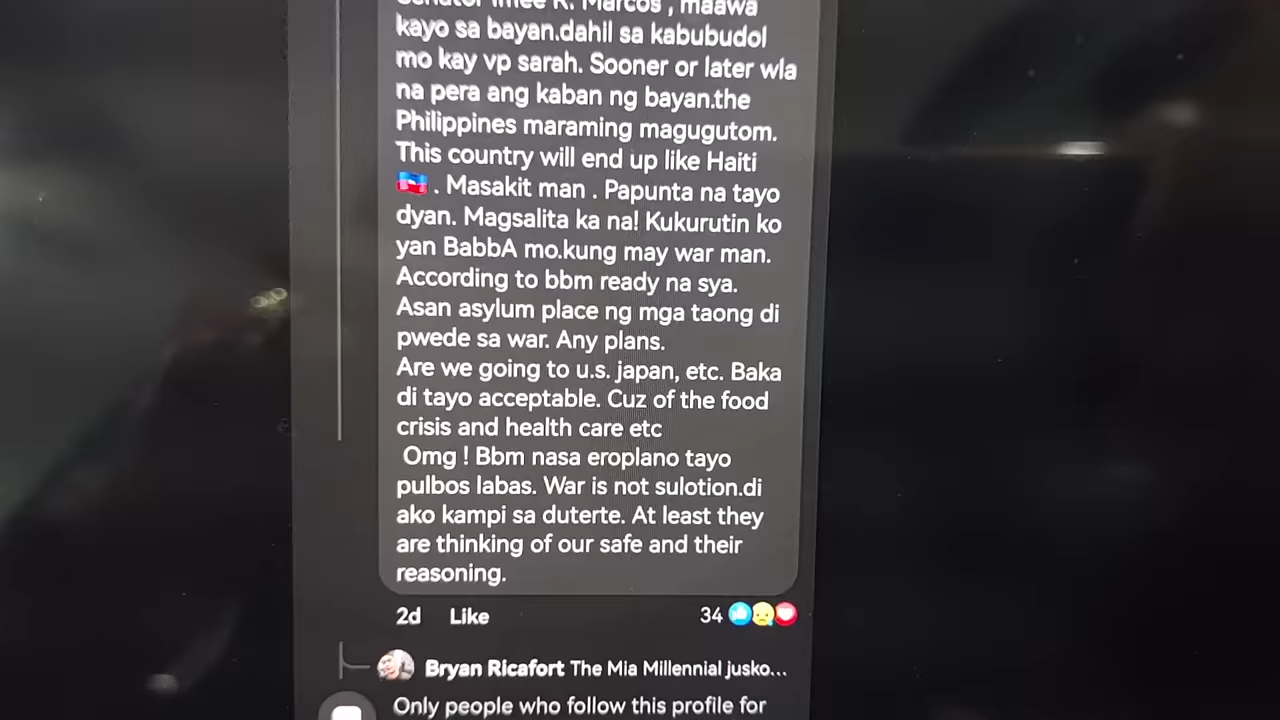 Senator Imee R. Marcos , maawa
kayo sa bayan.dahil sa kabubudol
mo kay vp sarah. Sooner or later wla
na pera ang kaban ng bayan.the
Philippines maraming magugutom.
This country will end up like Haiti
🇭🇹 . Masakit man . Papunta na tayo
dyan. Magsalita ka na! Kukurutin ko
yan BabbA mo.kung may war man.
According to bbm ready na sya.
Asan asylum place ng mga taong di
pwede sa war. Any plans.
Are we going to u.s. japan, etc. Baka
di tayo acceptable. Cuz of the food
crisis and health care etc
Omg ! Bbm nasa eroplano tayo
pulbos labas. War is not sulotion.di
ako kampi sa duterte. At least they
are thinking of our safe and their
reasoning.
2d Like 34
Bryan Ricafort The Mia Millennial jusko...
Only people who follow this profile for